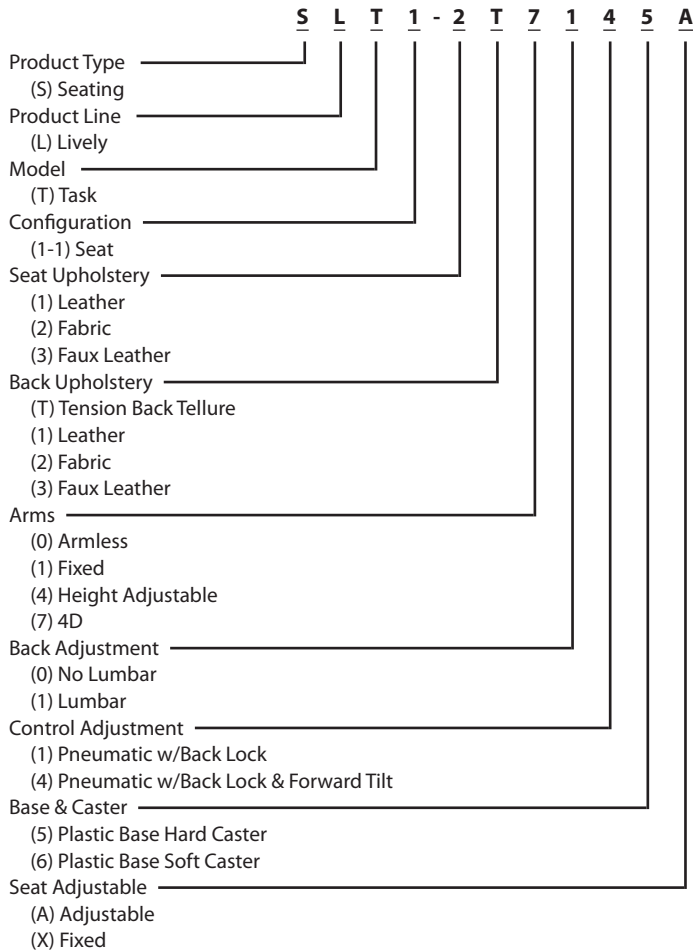 S L T 1 - 2 T 7 1 4 5 A
Product Type
(S) Seating
Product Line
(L) Lively
Model
(T) Task
Configuration
(1-1) Seat
Seat Upholstery
(1) Leather
(2) Fabric
(3) Faux Leather
Back Upholstery
(T) Tension Back Tellure
(1) Leather
(2) Fabric
(3) Faux Leather
Arms
(0) Armless
(1) Fixed
(4) Height Adjustable
(7) 4D
Back Adjustment
(0) No Lumbar
(1) Lumbar
Control Adjustment
(1) Pneumatic w/Back Lock
(4) Pneumatic w/Back Lock & Forward Tilt
Base & Caster
(5) Plastic Base Hard Caster
(6) Plastic Base Soft Caster
Seat Adjustable
(A) Adjustable
(X) Fixed